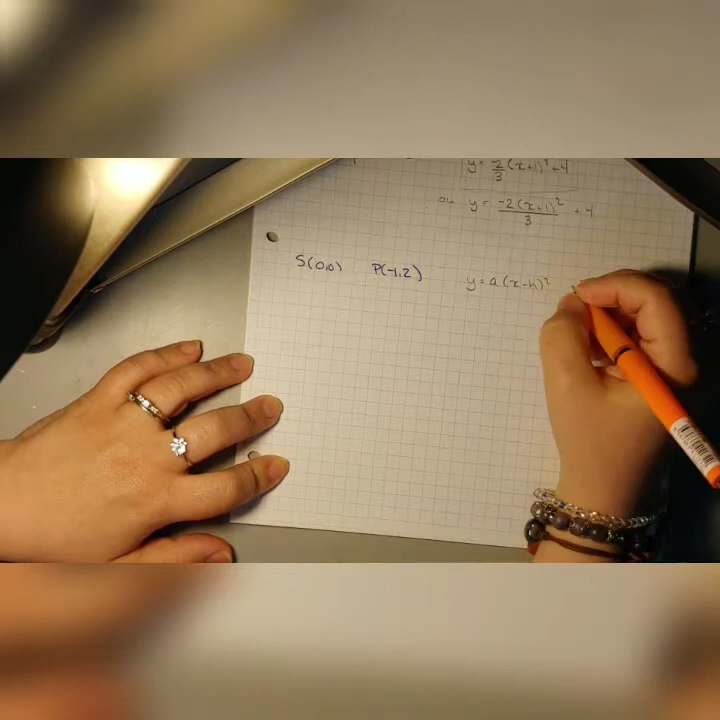 y = -2/3 (x+1)² + 4
ou y = -2(x+1)²/3 + 4
S(0,0) P(-1,2) y = a(x-h)²